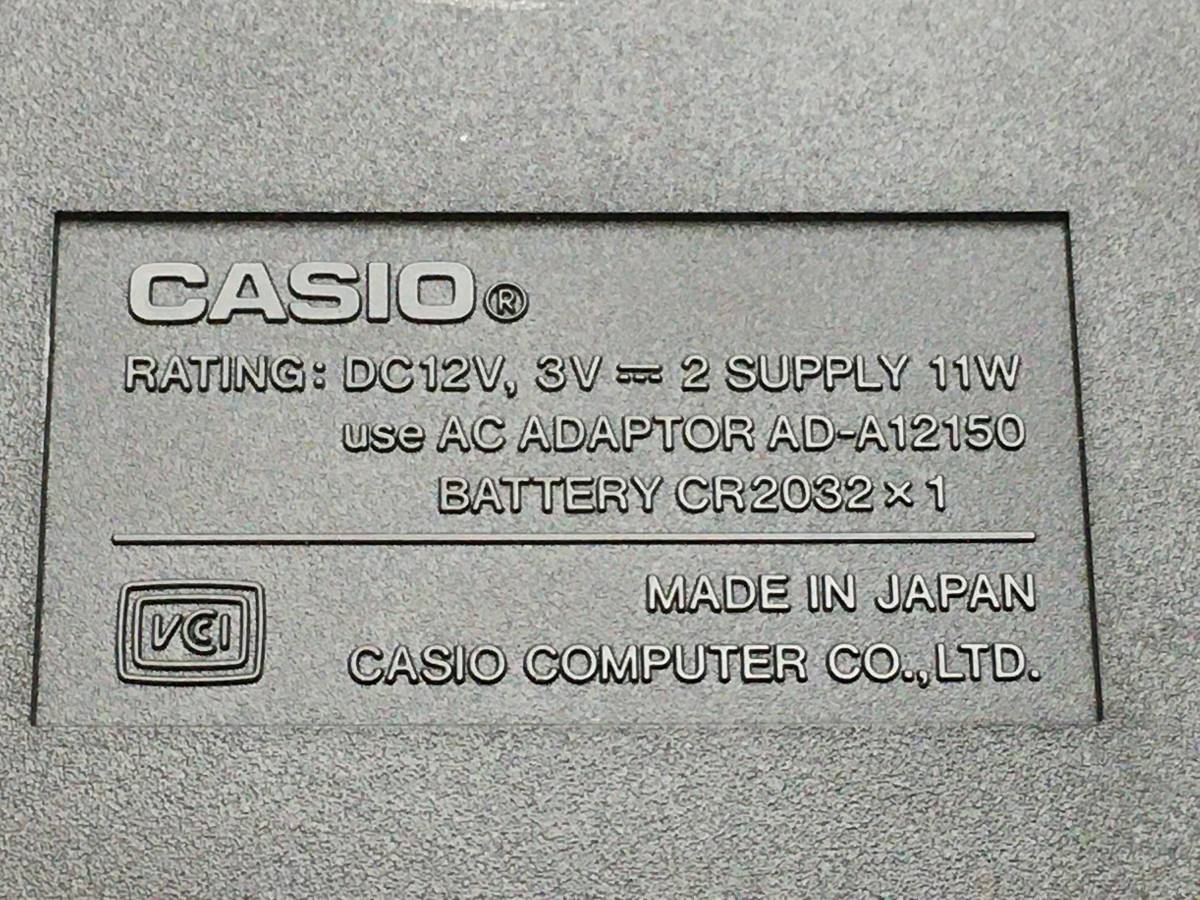 CASIO®
RATING: DC12V, 3V ⎓ 2 SUPPLY 11W
use AC ADAPTOR AD-A12150
BATTERY CR2032×1
MADE IN JAPAN
VCCI
CASIO COMPUTER CO.,LTD.